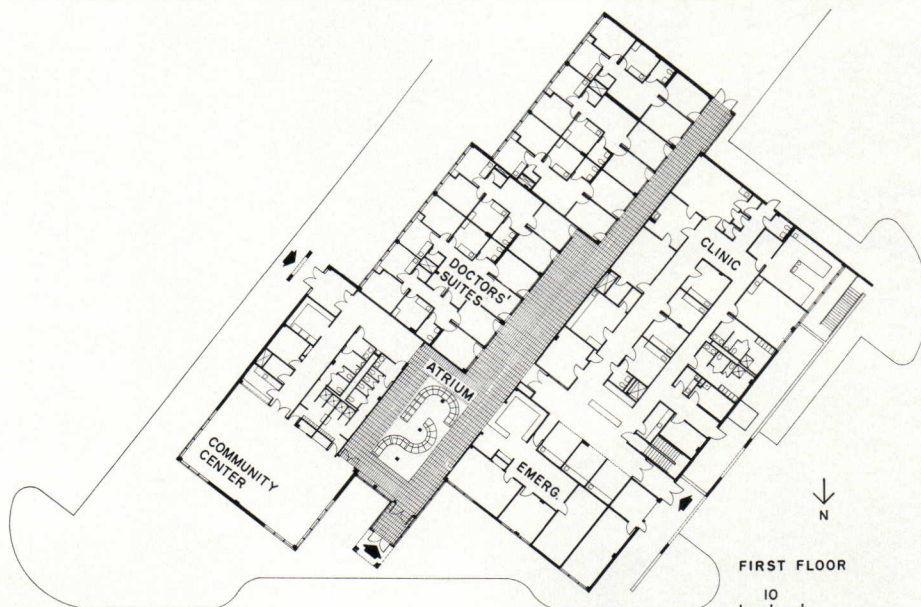 CLINIC
DOCTORS'
SUITES
ATRIUM
COMMUNITY
CENTER
EMERG.
N
FIRST FLOOR
10